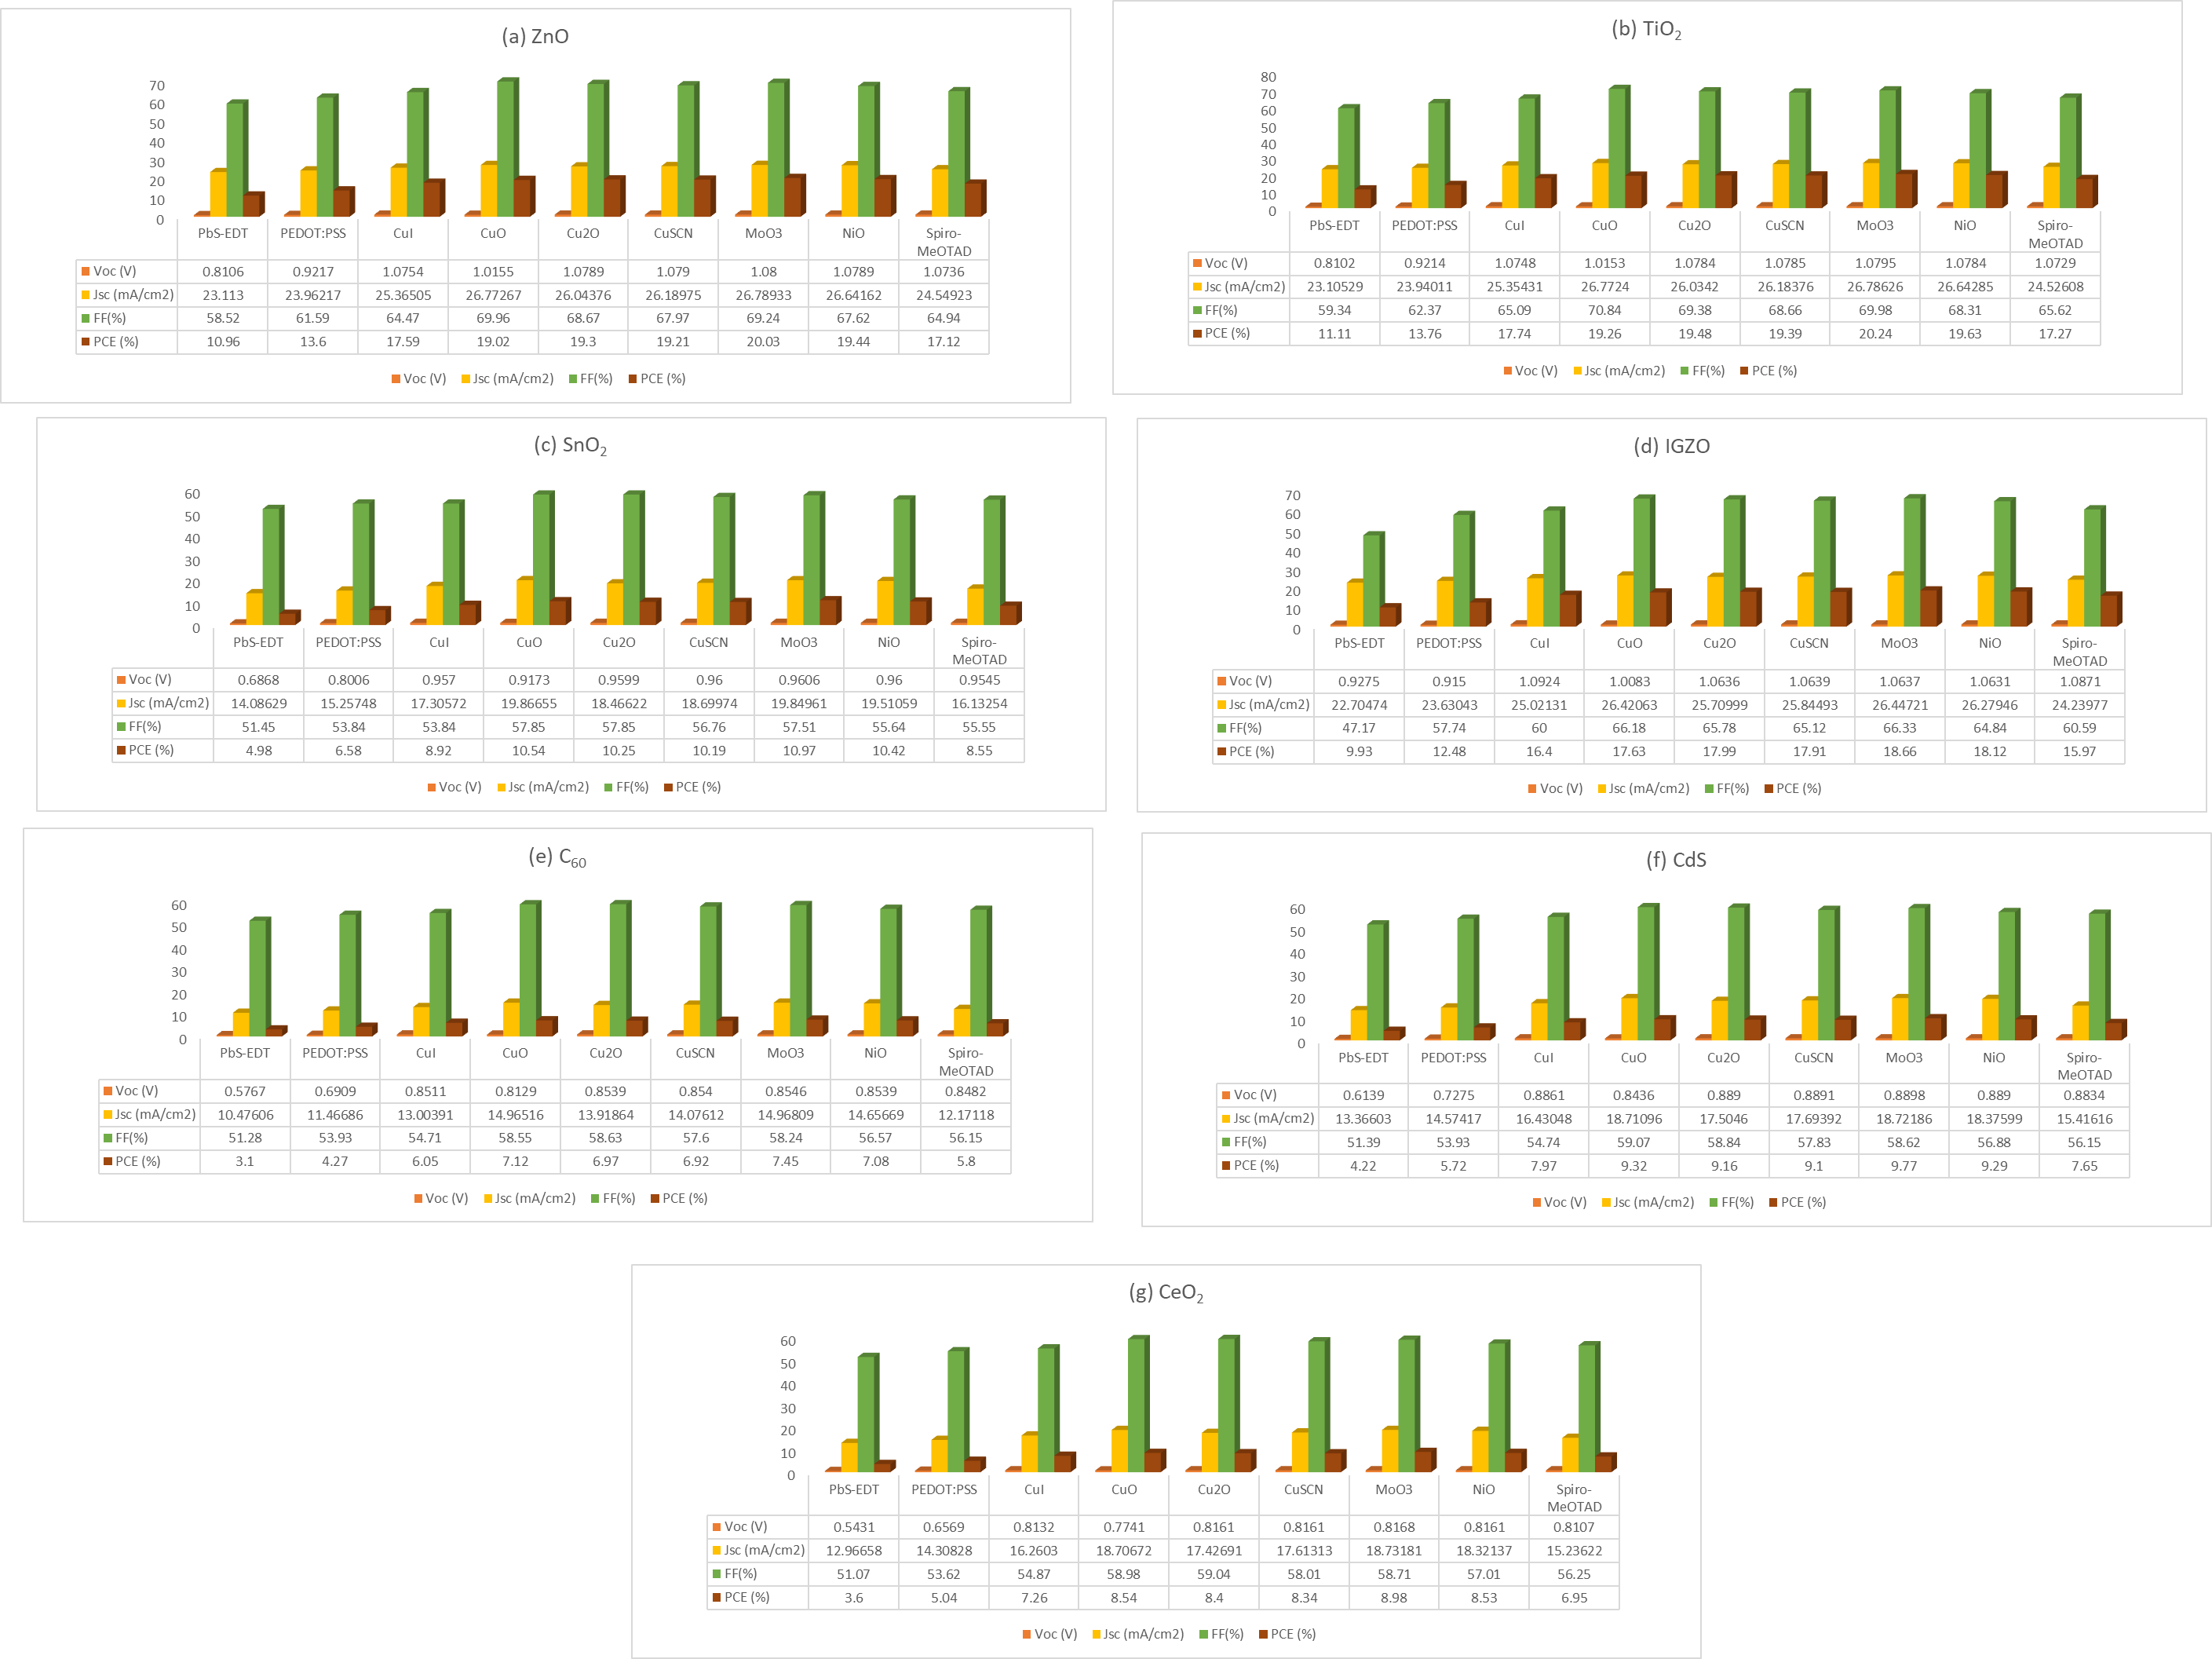 (a) ZnO
70
60
50
40
30
20
10
0
PbS-EDT PEDOT:PSS CuI CuO Cu2O CuSCN MoO3 NiO Spiro-
MeOTAD
Voc (V) 0.8106 0.9217 1.0754 1.0155 1.0789 1.079 1.08 1.0789 1.0736
Jsc (mA/cm2) 23.113 23.96217 25.36505 26.77267 26.04376 26.18975 26.78933 26.64162 24.54923
FF(%) 58.52 61.59 64.47 69.96 68.67 67.97 69.24 67.62 64.94
PCE (%) 10.96 13.6 17.59 19.02 19.3 19.21 20.03 19.44 17.12
Voc (V) Jsc (mA/cm2) FF(%) PCE (%)
(b) TiO2
80
70
60
50
40
30
20
10
0
PbS-EDT PEDOT:PSS CuI CuO Cu2O CuSCN MoO3 NiO Spiro-
MeOTAD
Voc (V) 0.8102 0.9214 1.0748 1.0153 1.0784 1.0785 1.0795 1.0784 1.0729
Jsc (mA/cm2) 23.10529 23.94011 25.35431 26.7724 26.0342 26.18376 26.78626 26.64285 24.52608
FF(%) 59.34 62.37 65.09 70.84 69.38 68.66 69.98 68.31 65.62
PCE (%) 11.11 13.76 17.74 19.26 19.48 19.39 20.24 19.63 17.27
Voc (V) Jsc (mA/cm2) FF(%) PCE (%)
(c) SnO2
60
50
40
30
20
10
0
PbS-EDT PEDOT:PSS CuI CuO Cu2O CuSCN MoO3 NiO Spiro-
MeOTAD
Voc (V) 0.6868 0.8006 0.957 0.9173 0.9599 0.96 0.9606 0.96 0.9545
Jsc (mA/cm2) 14.08629 15.25748 17.30572 19.86655 18.46622 18.69974 19.84961 19.51059 16.13254
FF(%) 51.45 53.84 53.84 57.85 57.85 56.76 57.51 55.64 55.55
PCE (%) 4.98 6.58 8.92 10.54 10.25 10.19 10.97 10.42 8.55
Voc (V) Jsc (mA/cm2) FF(%) PCE (%)
(d) IGZO
70
60
50
40
30
20
10
0
PbS-EDT PEDOT:PSS CuI CuO Cu2O CuSCN MoO3 NiO Spiro-
MeOTAD
Voc (V) 0.9275 0.915 1.0924 1.0083 1.0636 1.0639 1.0637 1.0631 1.0871
Jsc (mA/cm2) 22.70474 23.63043 25.02131 26.42063 25.70999 25.84493 26.44721 26.27946 24.23977
FF(%) 47.17 57.74 60 66.18 65.78 65.12 66.33 64.84 60.59
PCE (%) 9.93 12.48 16.4 17.63 17.99 17.91 18.66 18.12 15.97
Voc (V) Jsc (mA/cm2) FF(%) PCE (%)
(e) C60
60
50
40
30
20
10
0
PbS-EDT PEDOT:PSS CuI CuO Cu2O CuSCN MoO3 NiO Spiro-
MeOTAD
Voc (V) 0.5767 0.6909 0.8511 0.8129 0.8539 0.854 0.8546 0.8539 0.8482
Jsc (mA/cm2) 10.47606 11.46686 13.00391 14.96516 13.91864 14.07612 14.96809 14.65669 12.17118
FF(%) 51.28 53.93 54.71 58.55 58.63 57.6 58.24 56.57 56.15
PCE (%) 3.1 4.27 6.05 7.12 6.97 6.92 7.45 7.08 5.8
Voc (V) Jsc (mA/cm2) FF(%) PCE (%)
(f) CdS
60
50
40
30
20
10
0
PbS-EDT PEDOT:PSS CuI CuO Cu2O CuSCN MoO3 NiO Spiro-
MeOTAD
Voc (V) 0.6139 0.7275 0.8861 0.8436 0.889 0.8891 0.8898 0.889 0.8834
Jsc (mA/cm2) 13.36603 14.57417 16.43048 18.71096 17.5046 17.69392 18.72186 18.37599 15.41616
FF(%) 51.39 53.93 54.74 59.07 58.84 57.83 58.62 56.88 56.15
PCE (%) 4.22 5.72 7.97 9.32 9.16 9.1 9.77 9.29 7.65
Voc (V) Jsc (mA/cm2) FF(%) PCE (%)
(g) CeO2
60
50
40
30
20
10
0
PbS-EDT PEDOT:PSS CuI CuO Cu2O CuSCN MoO3 NiO Spiro-
MeOTAD
Voc (V) 0.5431 0.6569 0.8132 0.7741 0.8161 0.8161 0.8168 0.8161 0.8107
Jsc (mA/cm2) 12.96658 14.30828 16.2603 18.70672 17.42691 17.61313 18.73181 18.32137 15.23622
FF(%) 51.07 53.62 54.87 58.98 59.04 58.01 58.71 57.01 56.25
PCE (%) 3.6 5.04 7.26 8.54 8.4 8.34 8.98 8.53 6.95
Voc (V) Jsc (mA/cm2) FF(%) PCE (%)